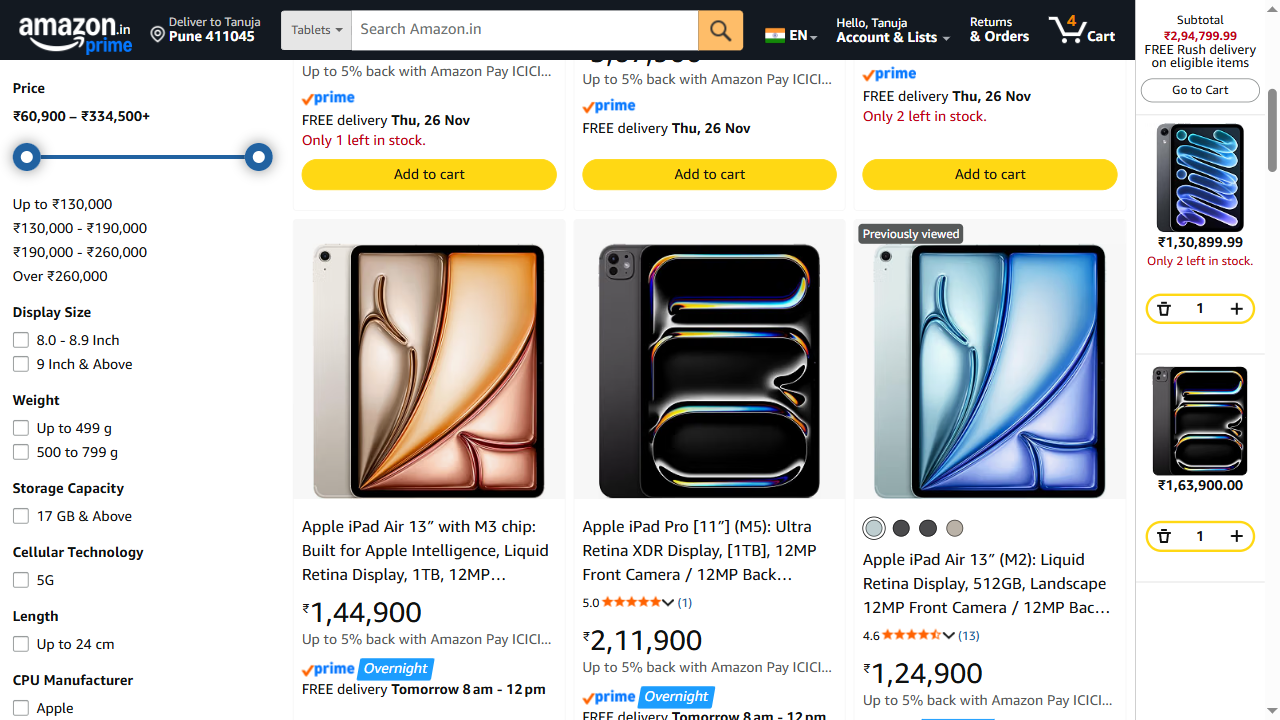 amazon.in
prime
Deliver to Tanuja
Pune 411045
Tablets
Search Amazon.in
EN
Hello, Tanuja
Account & Lists
Returns
& Orders
4
Cart
Subtotal
₹2,94,799.99
FREE Rush delivery
on eligible items
Go to Cart
₹1,30,899.99
Only 2 left in stock.
1
₹1,63,900.00
1
Price
₹60,900 – ₹334,500+
Up to ₹130,000
₹130,000 - ₹190,000
₹190,000 - ₹260,000
Over ₹260,000
Display Size
8.0 - 8.9 Inch
9 Inch & Above
Weight
Up to 499 g
500 to 799 g
Storage Capacity
17 GB & Above
Cellular Technology
5G
Length
Up to 24 cm
CPU Manufacturer
Apple
Up to 5% back with Amazon Pay ICICI...
prime
FREE delivery Thu, 26 Nov
Only 1 left in stock.
Add to cart
Up to 5% back with Amazon Pay ICICI...
prime
FREE delivery Thu, 26 Nov
Add to cart
prime
FREE delivery Thu, 26 Nov
Only 2 left in stock.
Add to cart
Apple iPad Air 13″ with M3 chip:
Built for Apple Intelligence, Liquid
Retina Display, 1TB, 12MP...
₹1,44,900
Up to 5% back with Amazon Pay ICICI...
prime Overnight
FREE delivery Tomorrow 8 am - 12 pm
Apple iPad Pro [11″] (M5): Ultra
Retina XDR Display, [1TB], 12MP
Front Camera / 12MP Back...
5.0 (1)
₹2,11,900
Up to 5% back with Amazon Pay ICICI...
prime Overnight
FREE delivery Tomorrow 8 am - 12 pm
Previously viewed
Apple iPad Air 13″ (M2): Liquid
Retina Display, 512GB, Landscape
12MP Front Camera / 12MP Bac...
4.6 (13)
₹1,24,900
Up to 5% back with Amazon Pay ICICI...